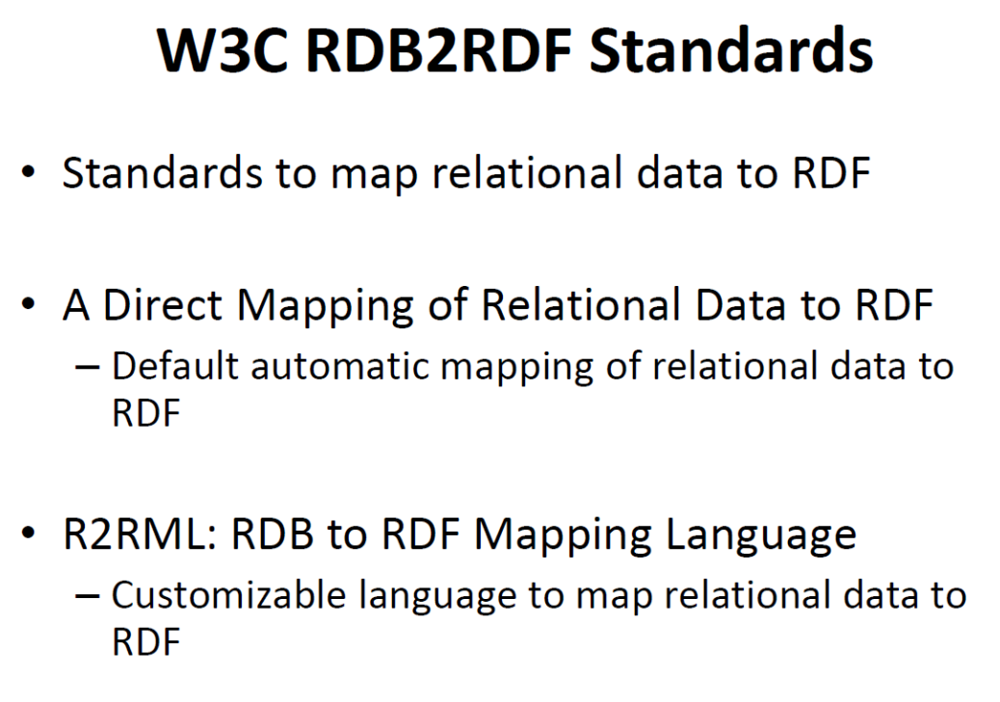 W3C RDB2RDF Standards
• Standards to map relational data to RDF
• A Direct Mapping of Relational Data to RDF
– Default automatic mapping of relational data to
RDF
• R2RML: RDB to RDF Mapping Language
– Customizable language to map relational data to
RDF